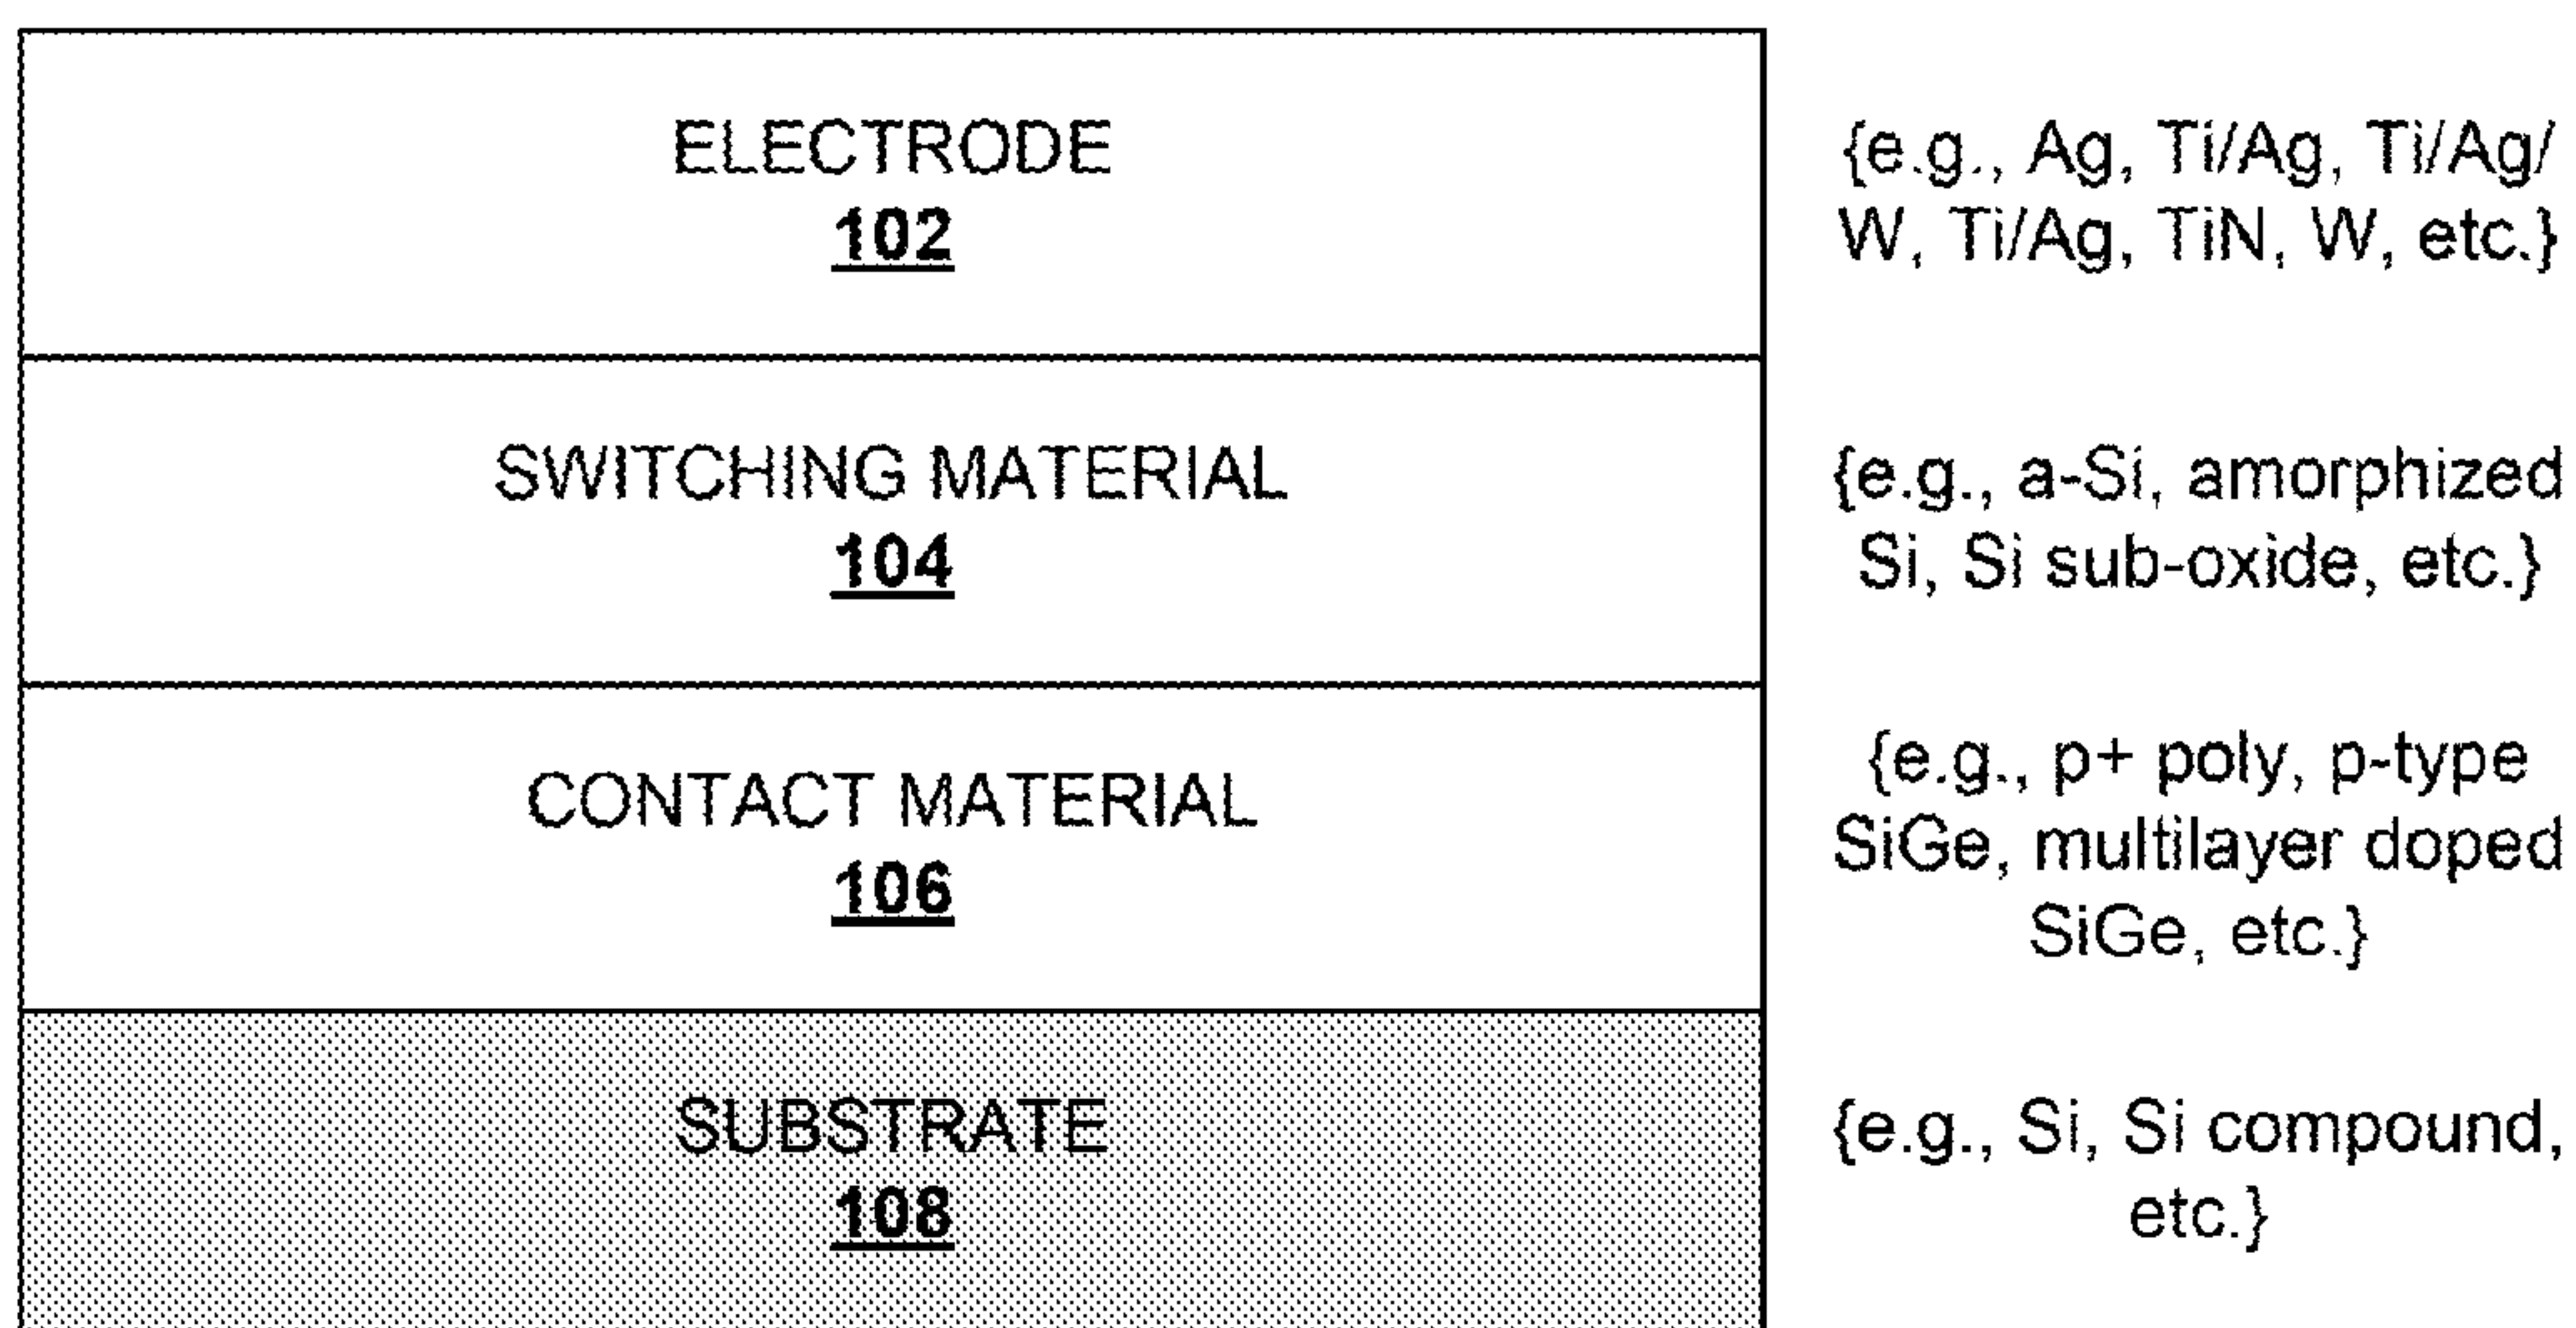 ELECTRODE
102
{e.g., Ag, Ti/Ag, Ti/Ag/
W, Ti/Ag, TiN, W, etc.}
SWITCHING MATERIAL
104
{e.g., a-Si, amorphized
Si, Si sub-oxide, etc.}
CONTACT MATERIAL
106
{e.g., p+ poly, p-type
SiGe, multilayer doped
SiGe, etc.}
SUBSTRATE
108
{e.g., Si, Si compound,
etc.}